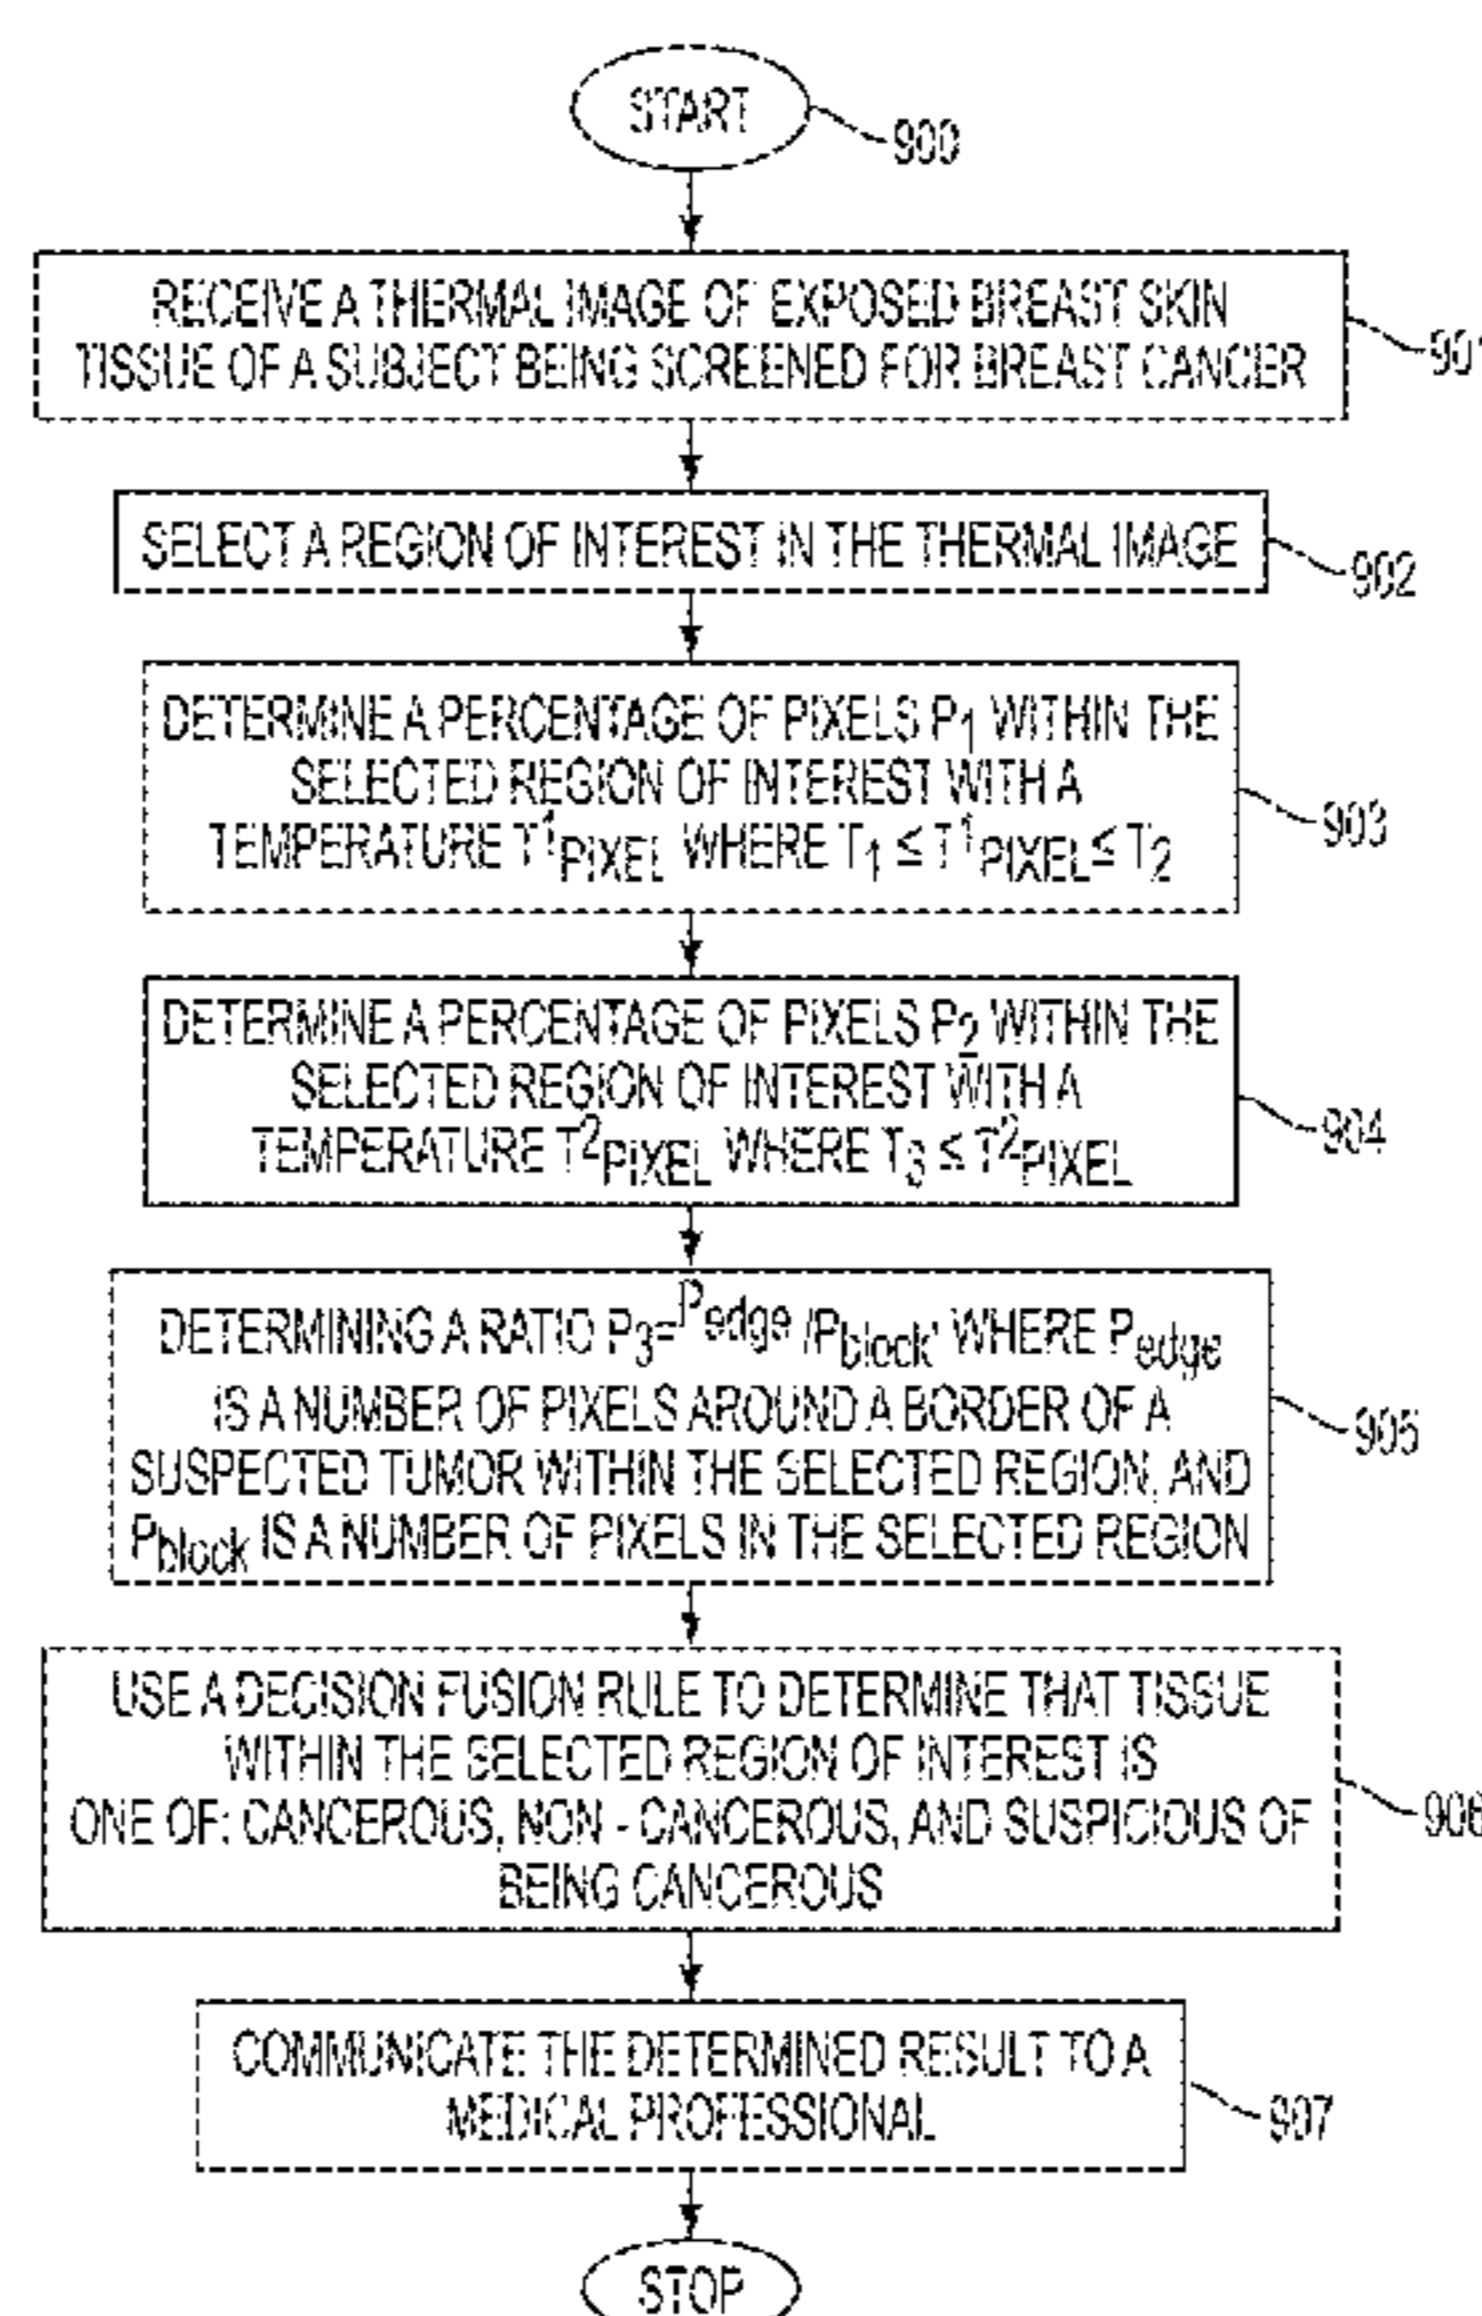 START
900
RECEIVE A THERMAL IMAGE OF EXPOSED BREAST SKIN
TISSUE OF A SUBJECT BEING SCREENED FOR BREAST CANCER
901
SELECT A REGION OF INTEREST IN THE THERMAL IMAGE
902
DETERMINE A PERCENTAGE OF PIXELS P1 WITHIN THE
SELECTED REGION OF INTEREST WITH A
TEMPERATURE T¹PIXEL WHERE T1 ≤ T¹PIXEL ≤ T2
903
DETERMINE A PERCENTAGE OF PIXELS P2 WITHIN THE
SELECTED REGION OF INTEREST WITH A
TEMPERATURE T²PIXEL WHERE T3 ≤ T²PIXEL
904
DETERMINING A RATIO P3=Pedge /Pblock, WHERE Pedge
IS A NUMBER OF PIXELS AROUND A BORDER OF A
SUSPECTED TUMOR WITHIN THE SELECTED REGION, AND
Pblock IS A NUMBER OF PIXELS IN THE SELECTED REGION
905
USE A DECISION FUSION RULE TO DETERMINE THAT TISSUE
WITHIN THE SELECTED REGION OF INTEREST IS
ONE OF: CANCEROUS, NON - CANCEROUS, AND SUSPICIOUS OF
BEING CANCEROUS
906
COMMUNICATE THE DETERMINED RESULT TO A
MEDICAL PROFESSIONAL
907
STOP